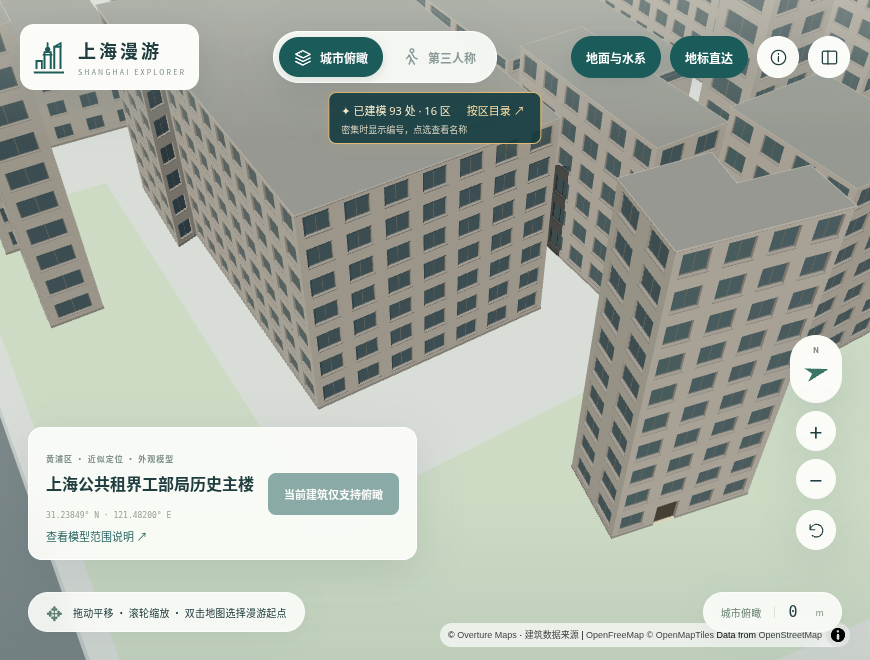 上海漫游
SHANGHAI EXPLORER
城市俯瞰
第三人称
地面与水系
地标直达
✦ 已建模 93 处 · 16 区 按区目录 ↗
密集时显示编号，点选查看名称
N
黄浦区 · 近似定位 · 外观模型
上海公共租界工部局历史主楼
当前建筑仅支持俯瞰
31.23849° N · 121.48200° E
查看模型范围说明 ↗
+
−
拖动平移 · 滚轮缩放 · 双击地图选择漫游起点
城市俯瞰 0 m
© Overture Maps · 建筑数据来源 | OpenFreeMap © OpenMapTiles Data from OpenStreetMap